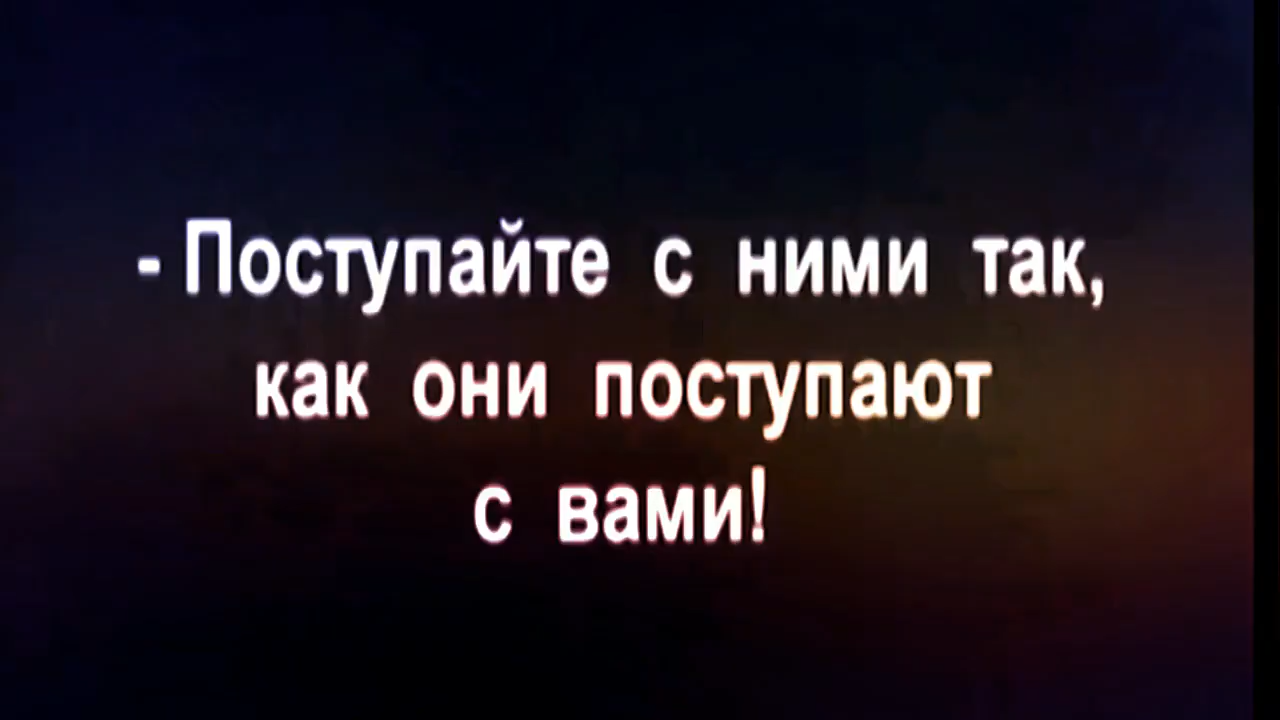 - Поступайте с ними так,
как они поступают
с вами!